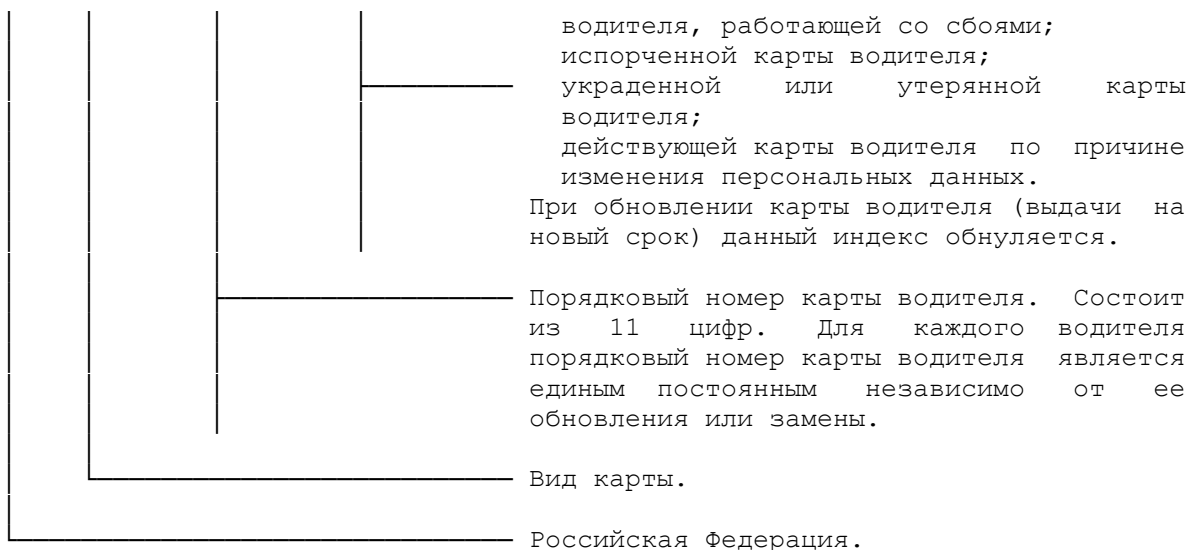 водителя, работающей со сбоями;
испорченной карты водителя;
украденной или утерянной карты
водителя;
действующей карты водителя по причине
изменения персональных данных.
При обновлении карты водителя (выдачи на
новый срок) данный индекс обнуляется.
Порядковый номер карты водителя. Состоит
из 11 цифр. Для каждого водителя
порядковый номер карты водителя является
единым постоянным независимо от ее
обновления или замены.
Вид карты.
Российская Федерация.